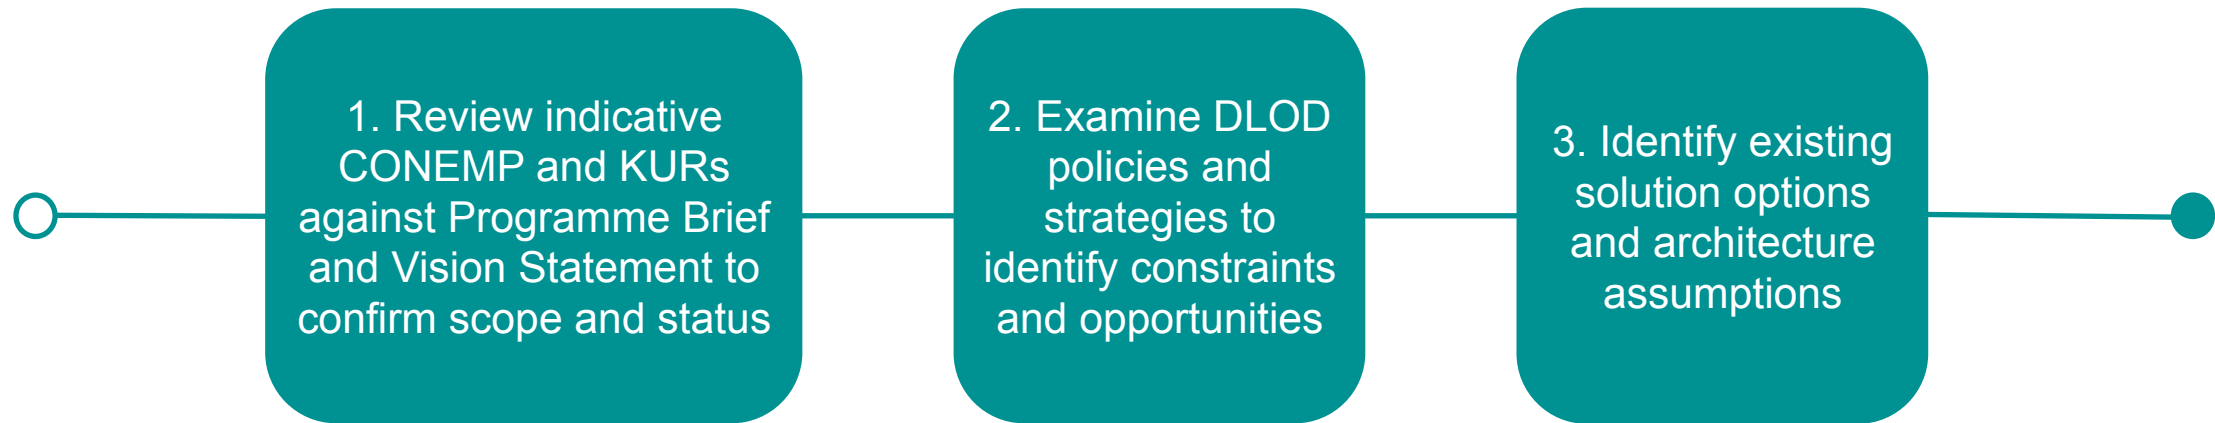 1. Review indicative
CONEMP and KURs
against Programme Brief
and Vision Statement to
confirm scope and status
2. Examine DLOD
policies and
strategies to
identify constraints
and opportunities
3. Identify existing
solution options
and architecture
assumptions